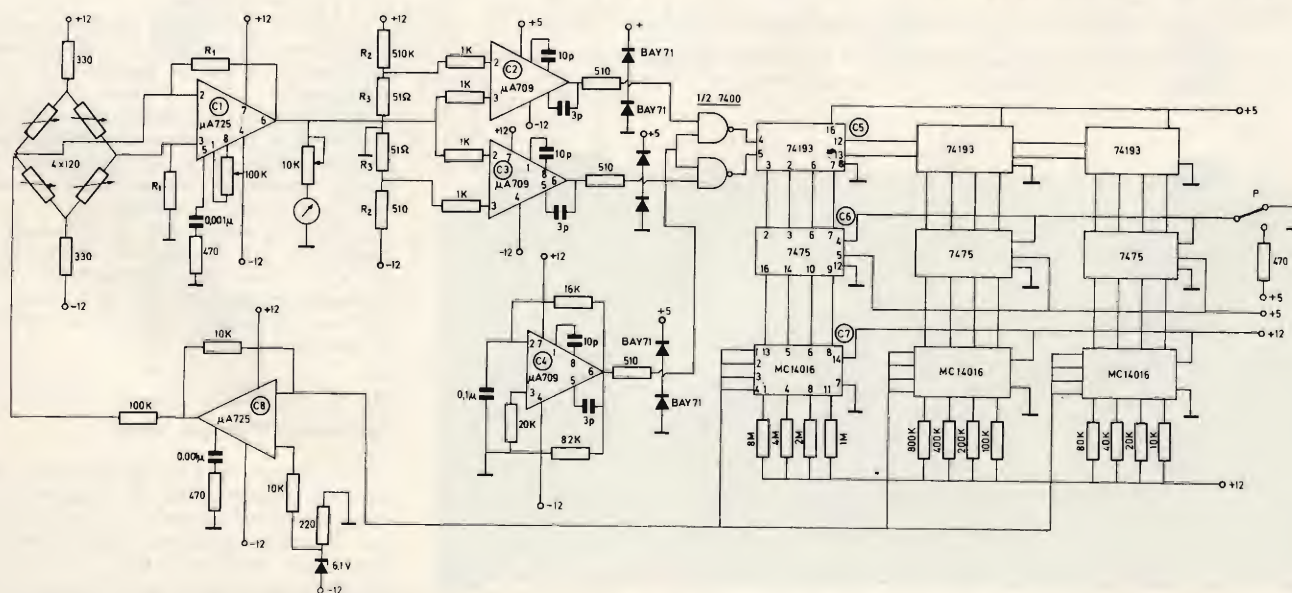 +12
330
4x120
330
-12
R1
2
3
5
1
8
7
4
6
C1
µA725
+12
R1
100K
0,001µ
470
-12
10K
+12
R2
510K
R3
51Ω
51Ω
R3
R2
510
-12
1K
1K
1K
1K
+5
2
3
C2
µA709
10p
3p
-12
+12
2
7
1
C3
µA709
10p
8
5
6
3
4
3p
-12
510
510
+
BAY71
BAY71
+5
1/2 7400
4
5
16
C5
12
13
8
74193
3
2
6
7
74193
74193
+5
C6
2
3
6
7
4
5
12
7475
16
14
10
9
7475
7475
P
470
+5
+5
+12
C7
1
13
5
6
8
2
3
4
14
7
MC14016
1
4
8
11
MC14016
MC14016
8M
4M
2M
1M
800K
400K
200K
100K
80K
40K
20K
10K
+12
+12
16K
2
7
1
10p
C4
µA709
8
5
6
3
4
3p
0,1µ
20K
82K
-12
510
+5
BAY71
BAY71
10K
+12
100K
C8
µA725
0.001µ
470
-12
10K
220
6,1V
-12